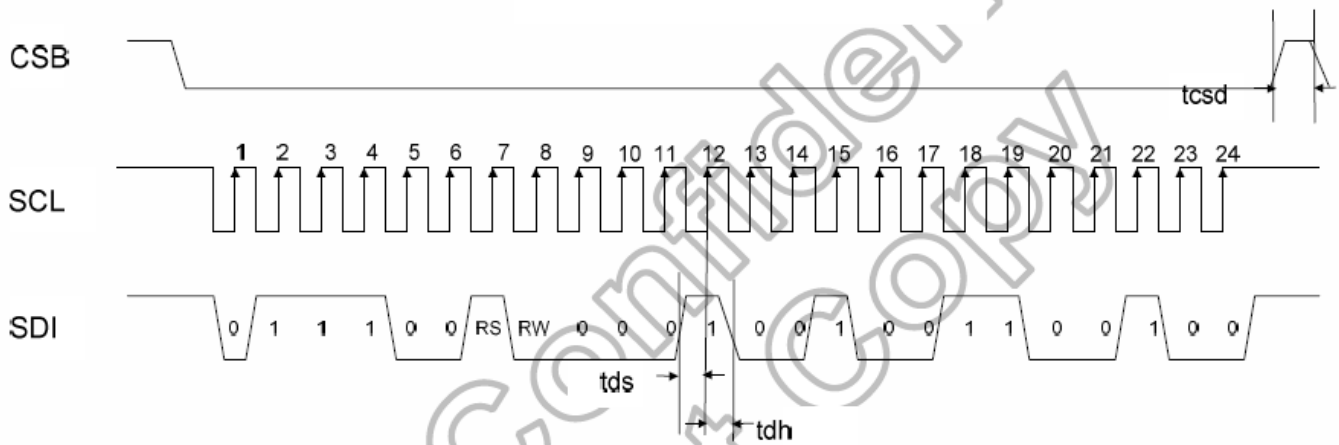 CSB
tcsd
1 2 3 4 5 6 7 8 9 10 11 12 13 14 15 16 17 18 19 20 21 22 23 24
SCL
SDI
0 1 1 1 0 0 RS RW 0 0 0 1 0 0 1 0 0 1 1 0 0 1 0 0
tds
tdh
Confiden
Copy